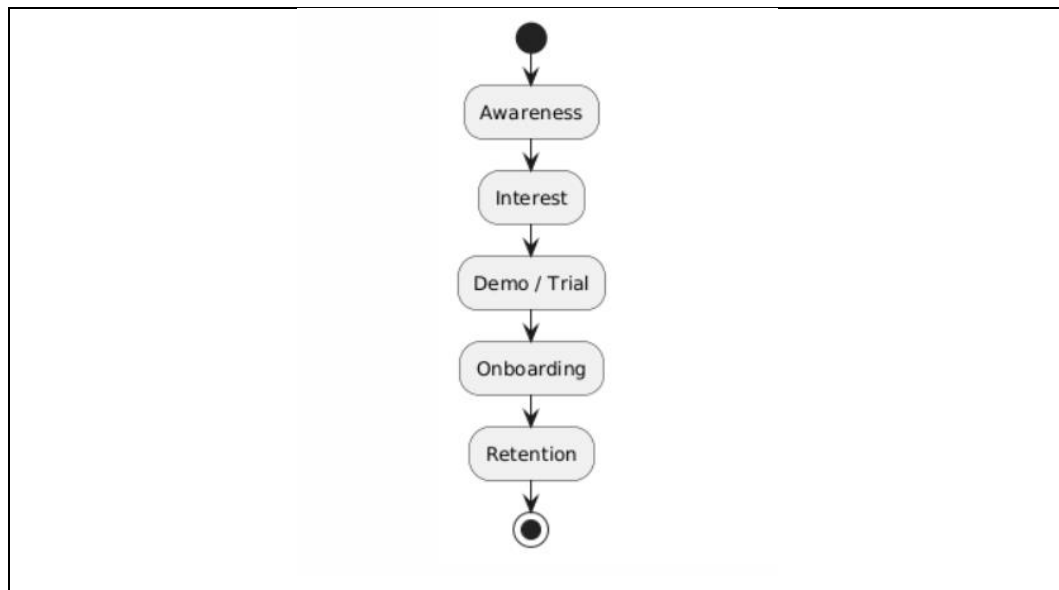 Awareness
Interest
Demo / Trial
Onboarding
Retention